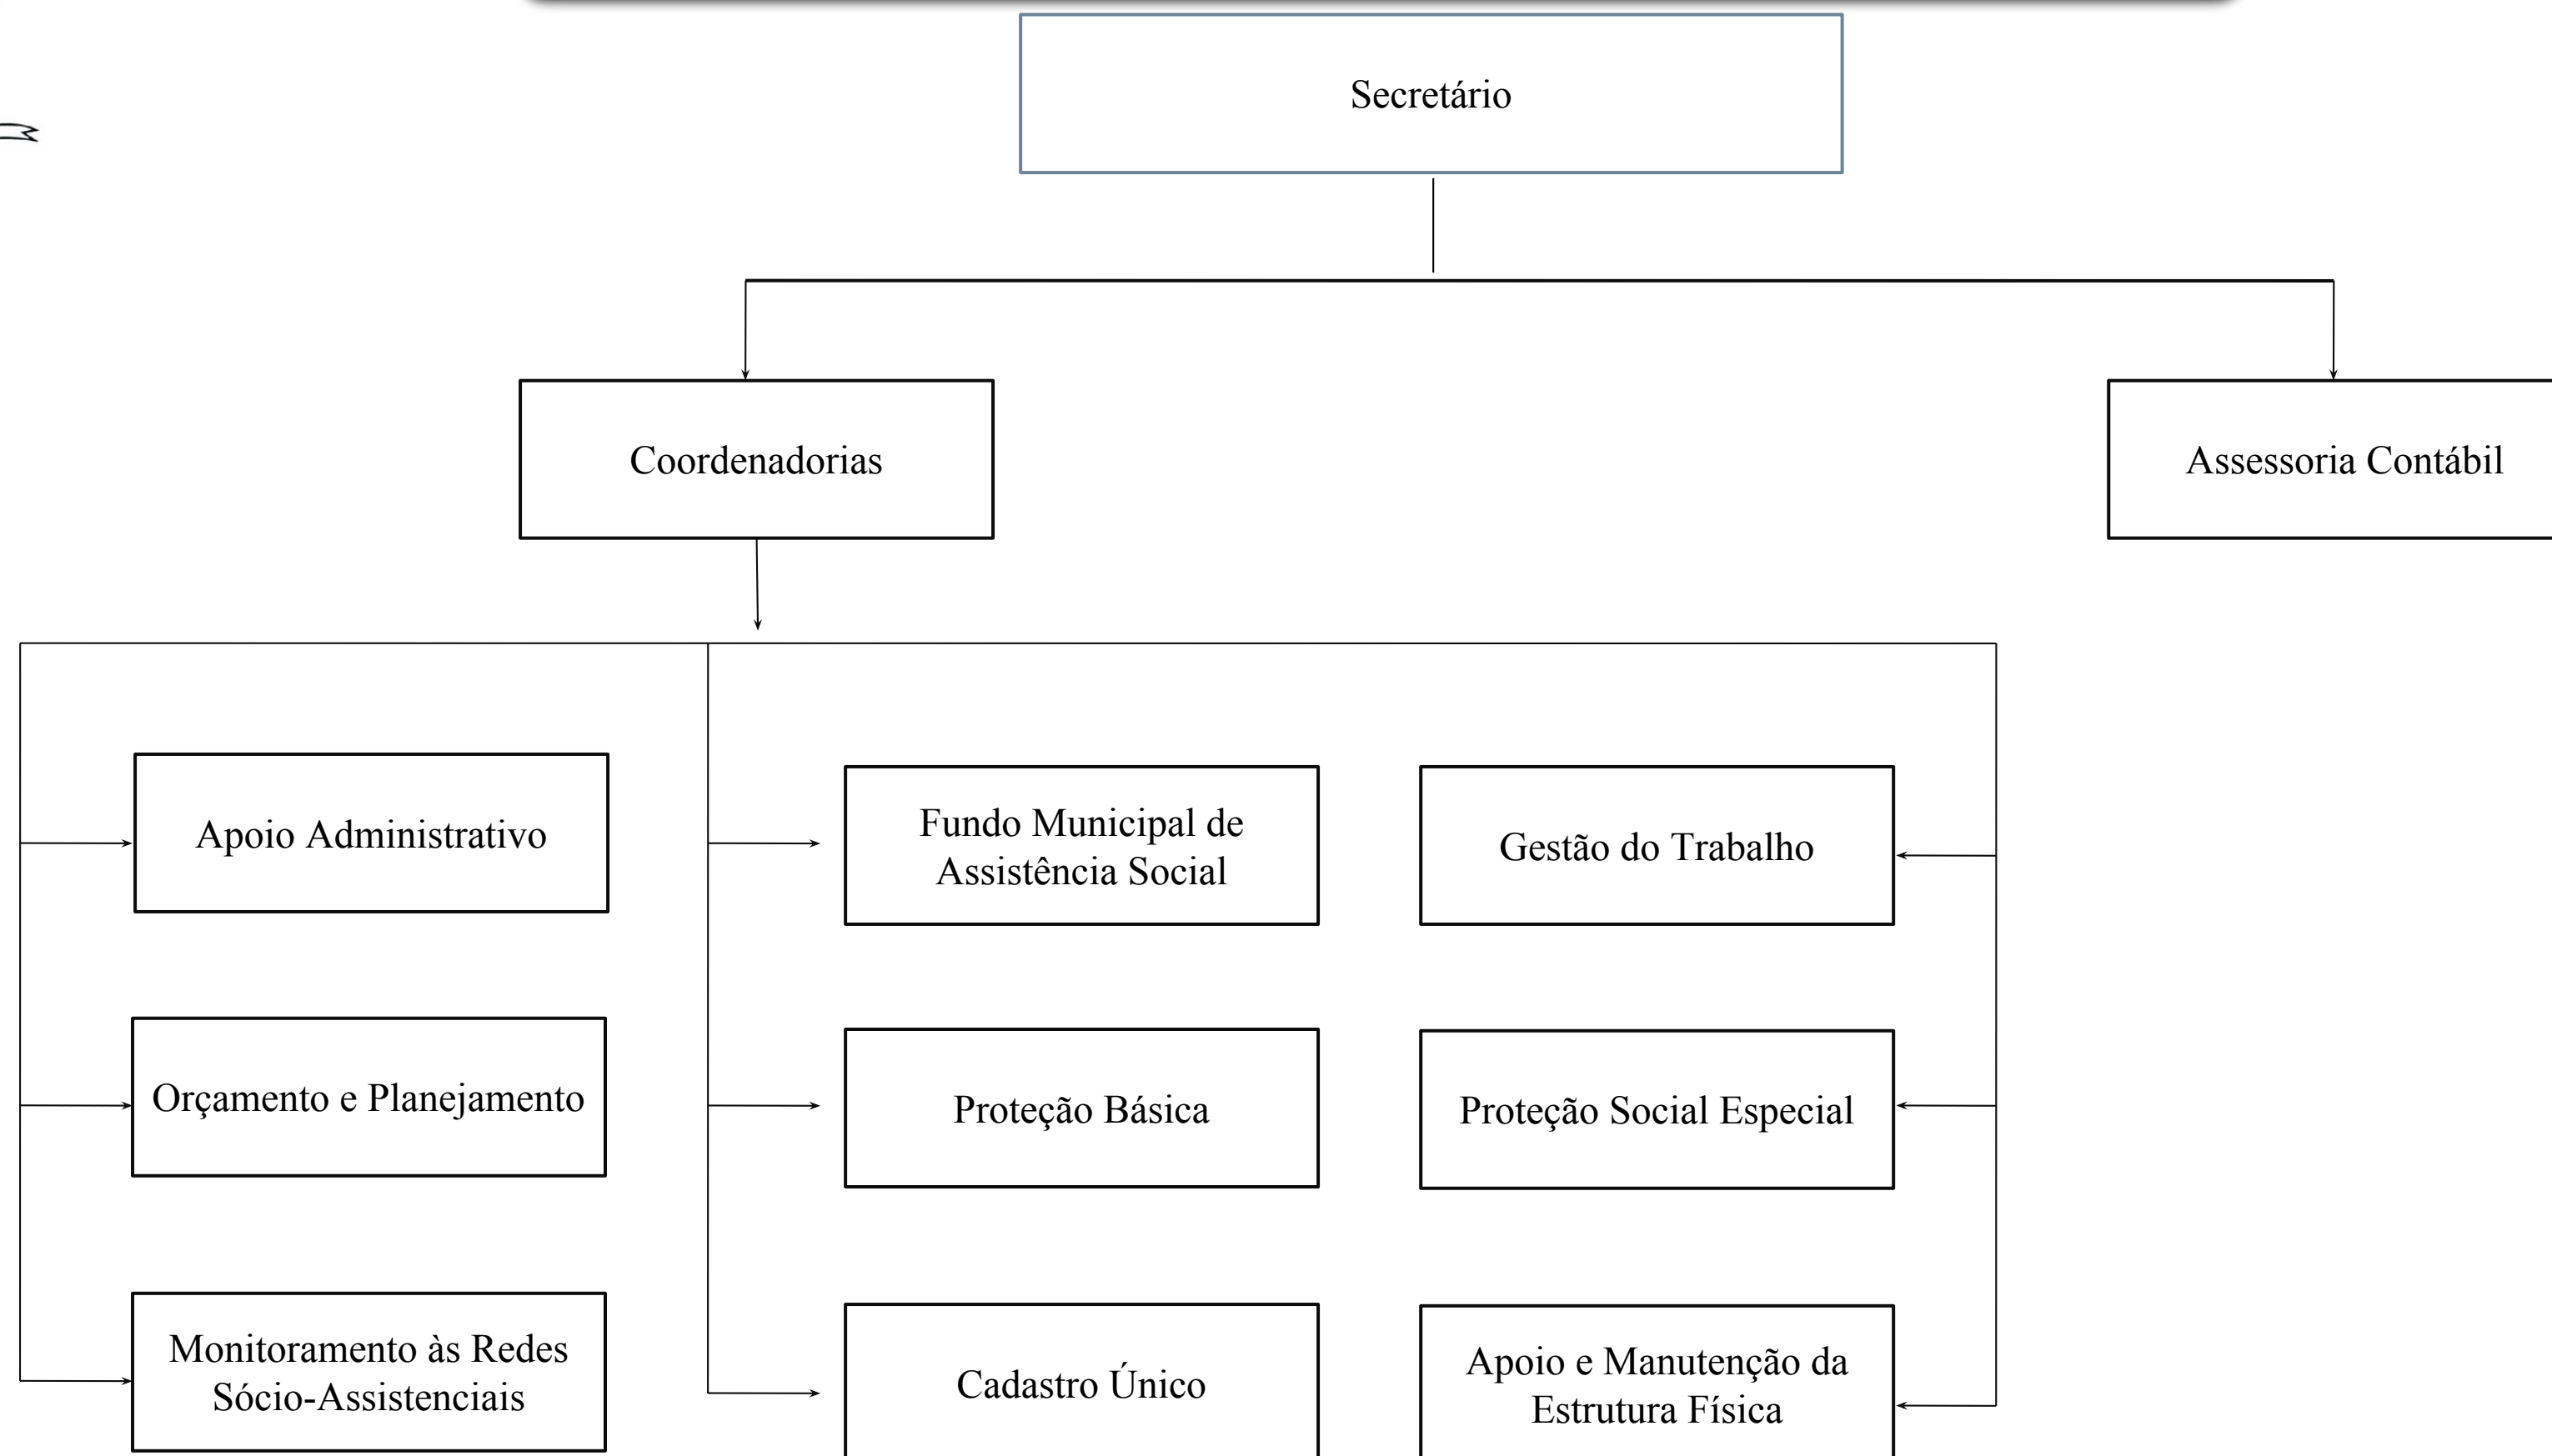 Secretário
Coordenadorias
Assessoria Contábil
Apoio Administrativo
Fundo Municipal de
Assistência Social
Gestão do Trabalho
Orçamento e Planejamento
Proteção Básica
Proteção Social Especial
Monitoramento às Redes
Sócio-Assistenciais
Cadastro Único
Apoio e Manutenção da
Estrutura Física